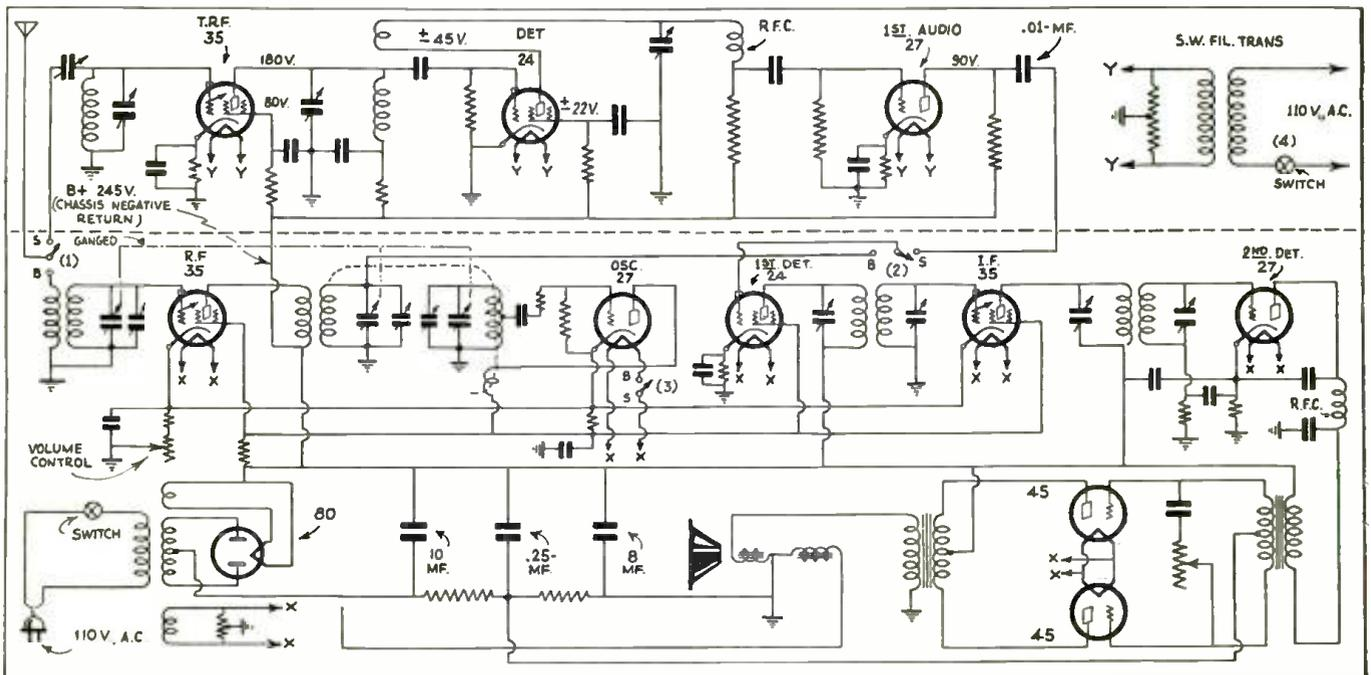 T.R.F.
35
180V.
80V.
± 45V.
DET
24
± 22V.
R.F.C.
1ST. AUDIO
27
90V.
.01-MF.
S.W. FIL. TRANS
Y
Y
110 V., A.C.
(4)
SWITCH
Y Y
Y Y
Y Y
B+ 245V.
(CHASSIS NEGATIVE
RETURN)
S
(1)
B
GANGED
R.F
35
OSC.
27
B
(3)
S
1ST. DET.
24
B
(2)
S
I.F.
35
2ND. DET.
27
X X
X X
X X
X X
X X
R.F.C.
VOLUME
CONTROL
SWITCH
110 V., A.C.
80
X
X
10
MF.
.25-
MF.
8
MF.
45
X
X
45